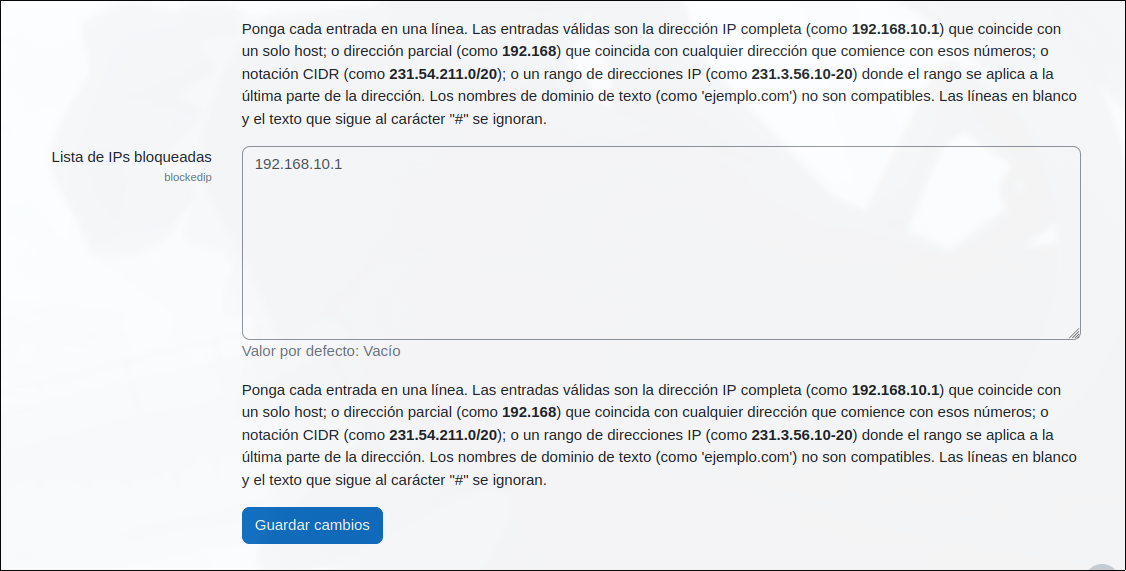 Ponga cada entrada en una línea. Las entradas válidas son la dirección IP completa (como 192.168.10.1) que coincide con
un solo host; o dirección parcial (como 192.168) que coincida con cualquier dirección que comience con esos números; o
notación CIDR (como 231.54.211.0/20); o un rango de direcciones IP (como 231.3.56.10-20) donde el rango se aplica a la
última parte de la dirección. Los nombres de dominio de texto (como 'ejemplo.com') no son compatibles. Las líneas en blanco
y el texto que sigue al carácter "#" se ignoran.
Lista de IPs bloqueadas
blockedip
192.168.10.1
Valor por defecto: Vacío
Ponga cada entrada en una línea. Las entradas válidas son la dirección IP completa (como 192.168.10.1) que coincide con
un solo host; o dirección parcial (como 192.168) que coincida con cualquier dirección que comience con esos números; o
notación CIDR (como 231.54.211.0/20); o un rango de direcciones IP (como 231.3.56.10-20) donde el rango se aplica a la
última parte de la dirección. Los nombres de dominio de texto (como 'ejemplo.com') no son compatibles. Las líneas en blanco
y el texto que sigue al carácter "#" se ignoran.
Guardar cambios